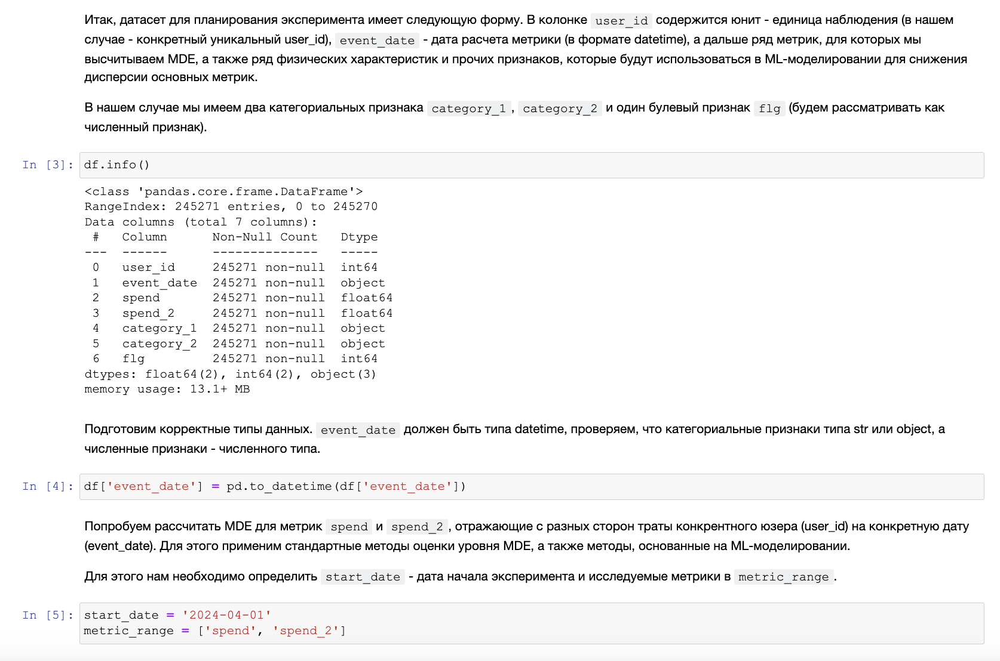 Итак, датасет для планирования эксперимента имеет следующую форму. В колонке user_id содержится юнит - единица наблюдения (в нашем
случае - конкретный уникальный user_id), event_date - дата расчета метрики (в формате datetime), а дальше ряд метрик, для которых мы
высчитываем MDE, а также ряд физических характеристик и прочих признаков, которые будут использоваться в ML-моделировании для снижения
дисперсии основных метрик.
В нашем случае мы имеем два категориальных признака category_1, category_2 и один булевый признак flg (будем рассматривать как
численный признак).
In [3]: df.info()
<class 'pandas.core.frame.DataFrame'>
RangeIndex: 245271 entries, 0 to 245270
Data columns (total 7 columns):
 #   Column      Non-Null Count   Dtype
---  ------      --------------   -----
 0   user_id     245271 non-null  int64
 1   event_date  245271 non-null  object
 2   spend       245271 non-null  float64
 3   spend_2     245271 non-null  float64
 4   category_1  245271 non-null  object
 5   category_2  245271 non-null  object
 6   flg         245271 non-null  int64
dtypes: float64(2), int64(2), object(3)
memory usage: 13.1+ MB
Подготовим корректные типы данных. event_date должен быть типа datetime, проверяем, что категориальные признаки типа str или object, а
численные признаки - численного типа.
In [4]: df['event_date'] = pd.to_datetime(df['event_date'])
Попробуем рассчитать MDE для метрик spend и spend_2, отражающие с разных сторон траты конкрентного юзера (user_id) на конкретную дату
(event_date). Для этого применим стандартные методы оценки уровня MDE, а также методы, основанные на ML-моделировании.
Для этого нам необходимо определить start_date - дата начала эксперимента и исследуемые метрики в metric_range.
In [5]: start_date = '2024-04-01'
metric_range = ['spend', 'spend_2']